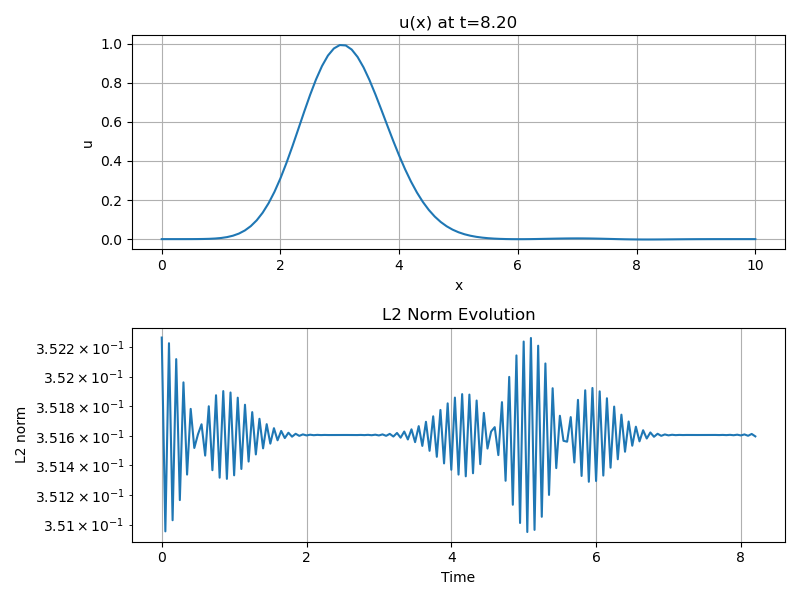 u(x) at t=8.20
1.0
0.8
0.6
0.4
0.2
0.0
u
0 2 4 6 8 10
x
L2 Norm Evolution
3.522 × 10⁻¹
3.52 × 10⁻¹
3.518 × 10⁻¹
3.516 × 10⁻¹
3.514 × 10⁻¹
3.512 × 10⁻¹
3.51 × 10⁻¹
L2 norm
0 2 4 6 8
Time